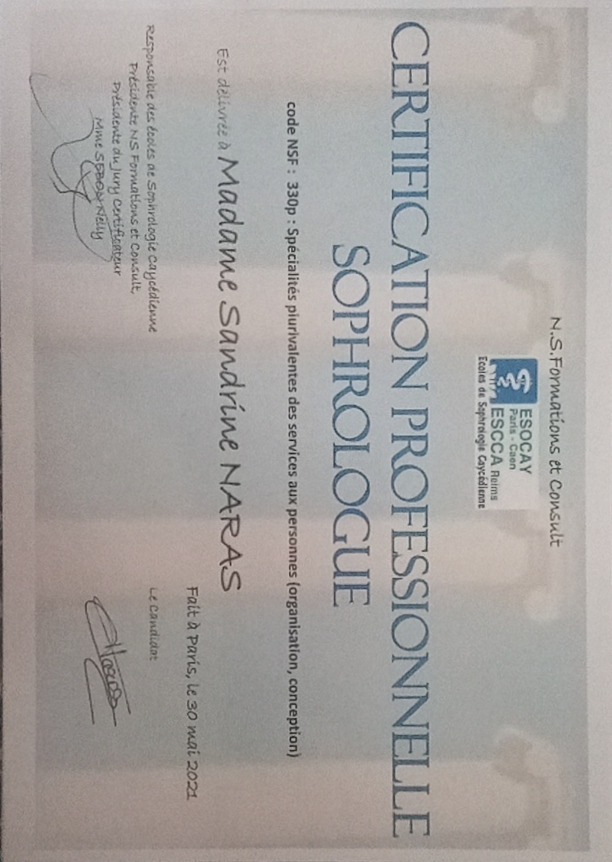 N.S.Formations et Consult
ESOCAY
Paris - Caen
ESCCA Reims
Ecoles de Sophrologie Caycédienne
CERTIFICATION PROFESSIONNELLE
SOPHROLOGUE
code NSF : 330p : Spécialités plurivalentes des services aux personnes (organisation, conception)
Est délivrée à Madame Sandrine NARAS
Fait à Paris, le 30 mai 2021
Responsable des écoles de Sophrologie Caycédienne
Présidente N.S Formations et Consult,
Présidente du Jury Certificateur
Mme Nelly
Le Candidat